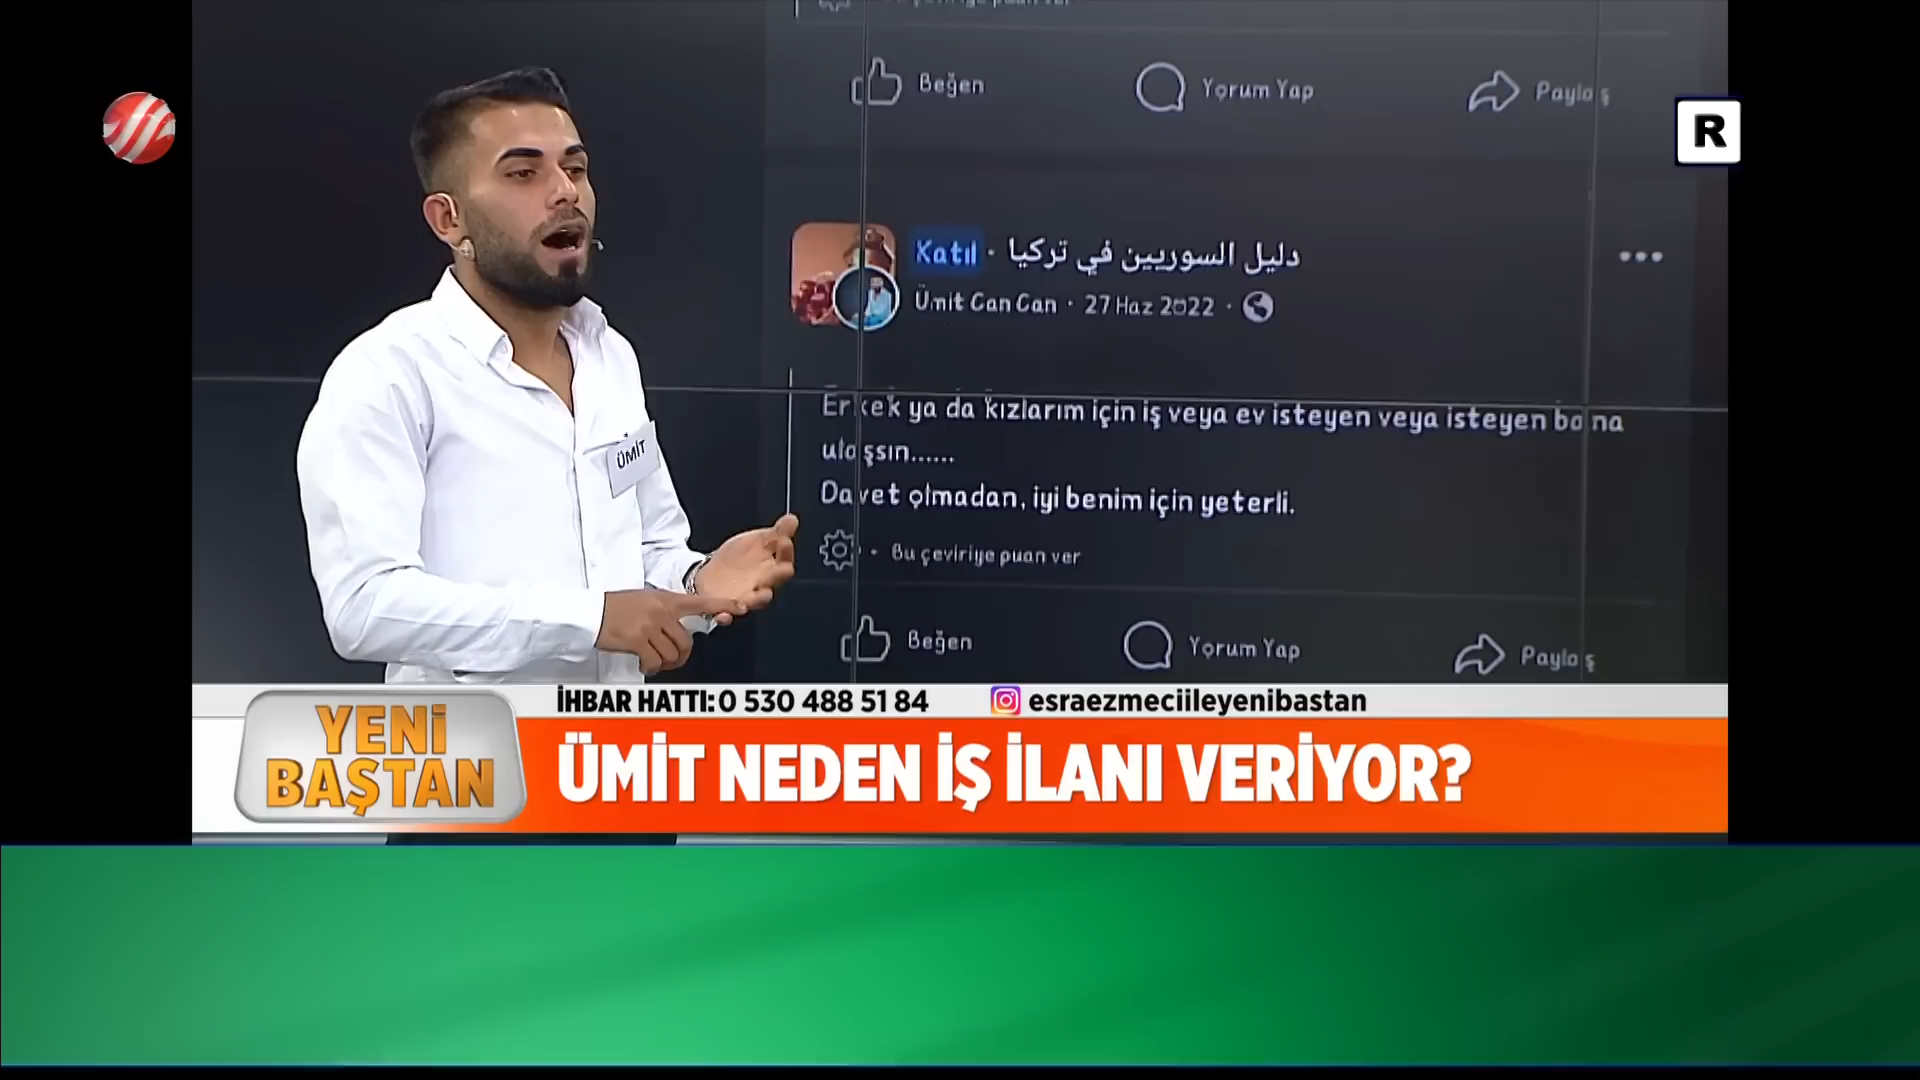 Beğen
Yorum Yap
Paylaş
R
Katıl · دليل السوريين في تركيا
Ümit Can Can · 27 Haz 2022 ·
Erkek ya da kızlarım için iş veya ev isteyen veya isteyen bana
ulaşsın......
Davet olmadan, iyi benim için yeterli.
· Bu çeviriye puan ver
Beğen
Yorum Yap
Paylaş
ÜMİT
İHBAR HATTI: 0 530 488 51 84
esraezmeciileyenibastan
YENİ
BAŞTAN
ÜMİT NEDEN İŞ İLANI VERİYOR?